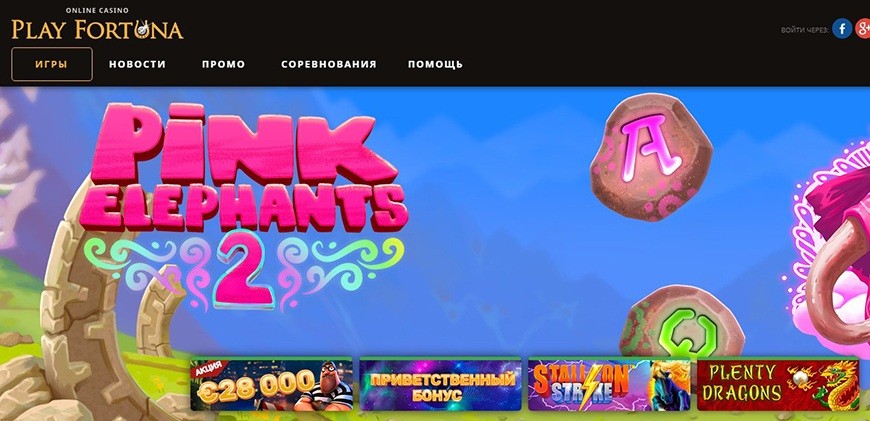 ONLINE CASINO
PLAY FORTUNA
ВОЙТИ ЧЕРЕЗ:
f
g+
ИГРЫ
НОВОСТИ
ПРОМО
СОРЕВНОВАНИЯ
ПОМОЩЬ
PINK
ELEPHANTS
2
A
АКЦИЯ
€28 000
ПРИВЕТСТВЕННЫЙ
БОНУС
STALLION
STRIKE
PLENTY
DRAGONS